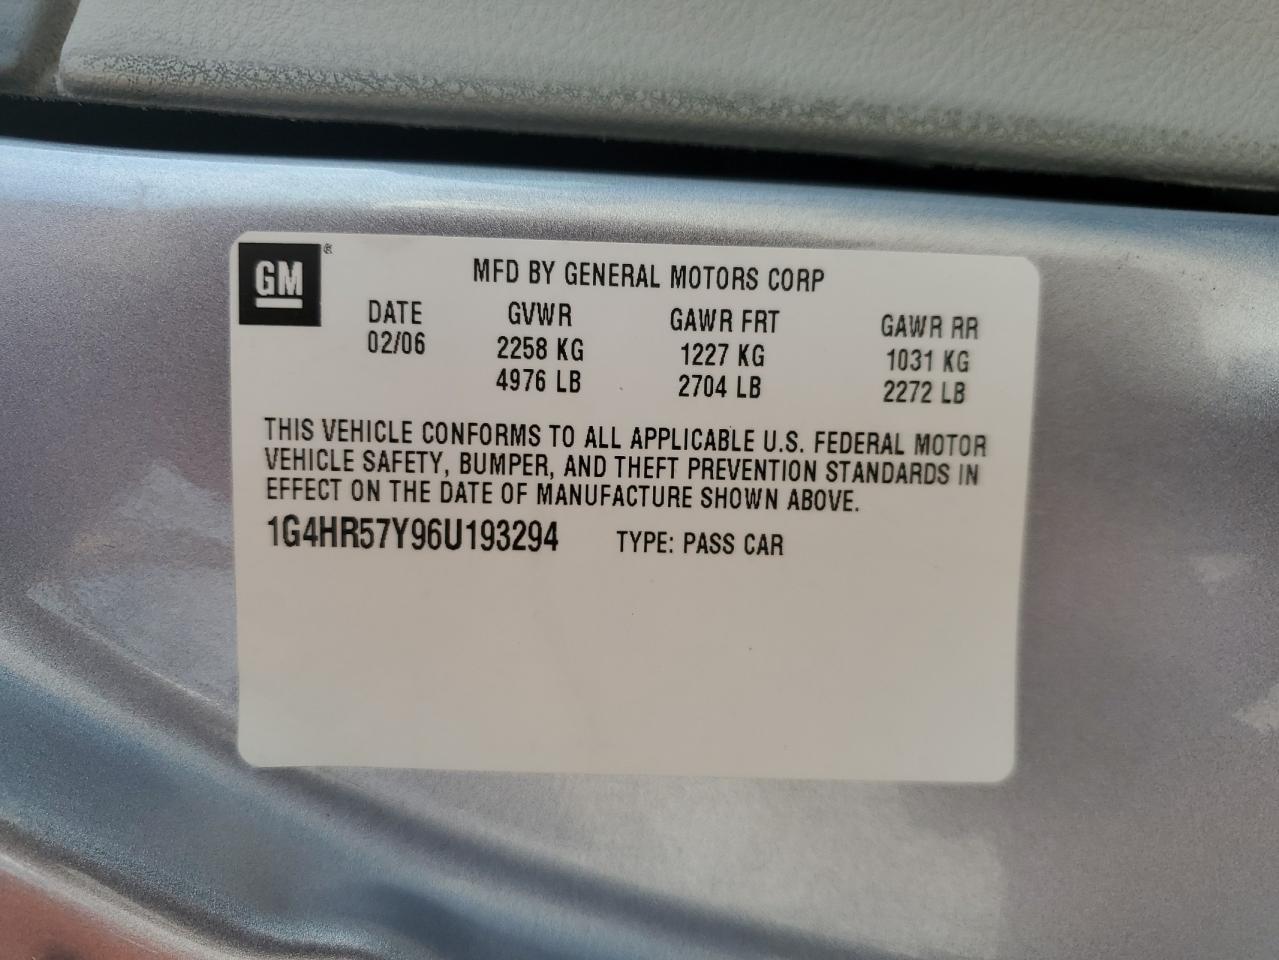 GM ®
MFD BY GENERAL MOTORS CORP
DATE GVWR GAWR FRT GAWR RR
02/06 2258 KG 1227 KG 1031 KG
4976 LB 2704 LB 2272 LB
THIS VEHICLE CONFORMS TO ALL APPLICABLE U.S. FEDERAL MOTOR
VEHICLE SAFETY, BUMPER, AND THEFT PREVENTION STANDARDS IN
EFFECT ON THE DATE OF MANUFACTURE SHOWN ABOVE.
1G4HR57Y96U193294 TYPE: PASS CAR